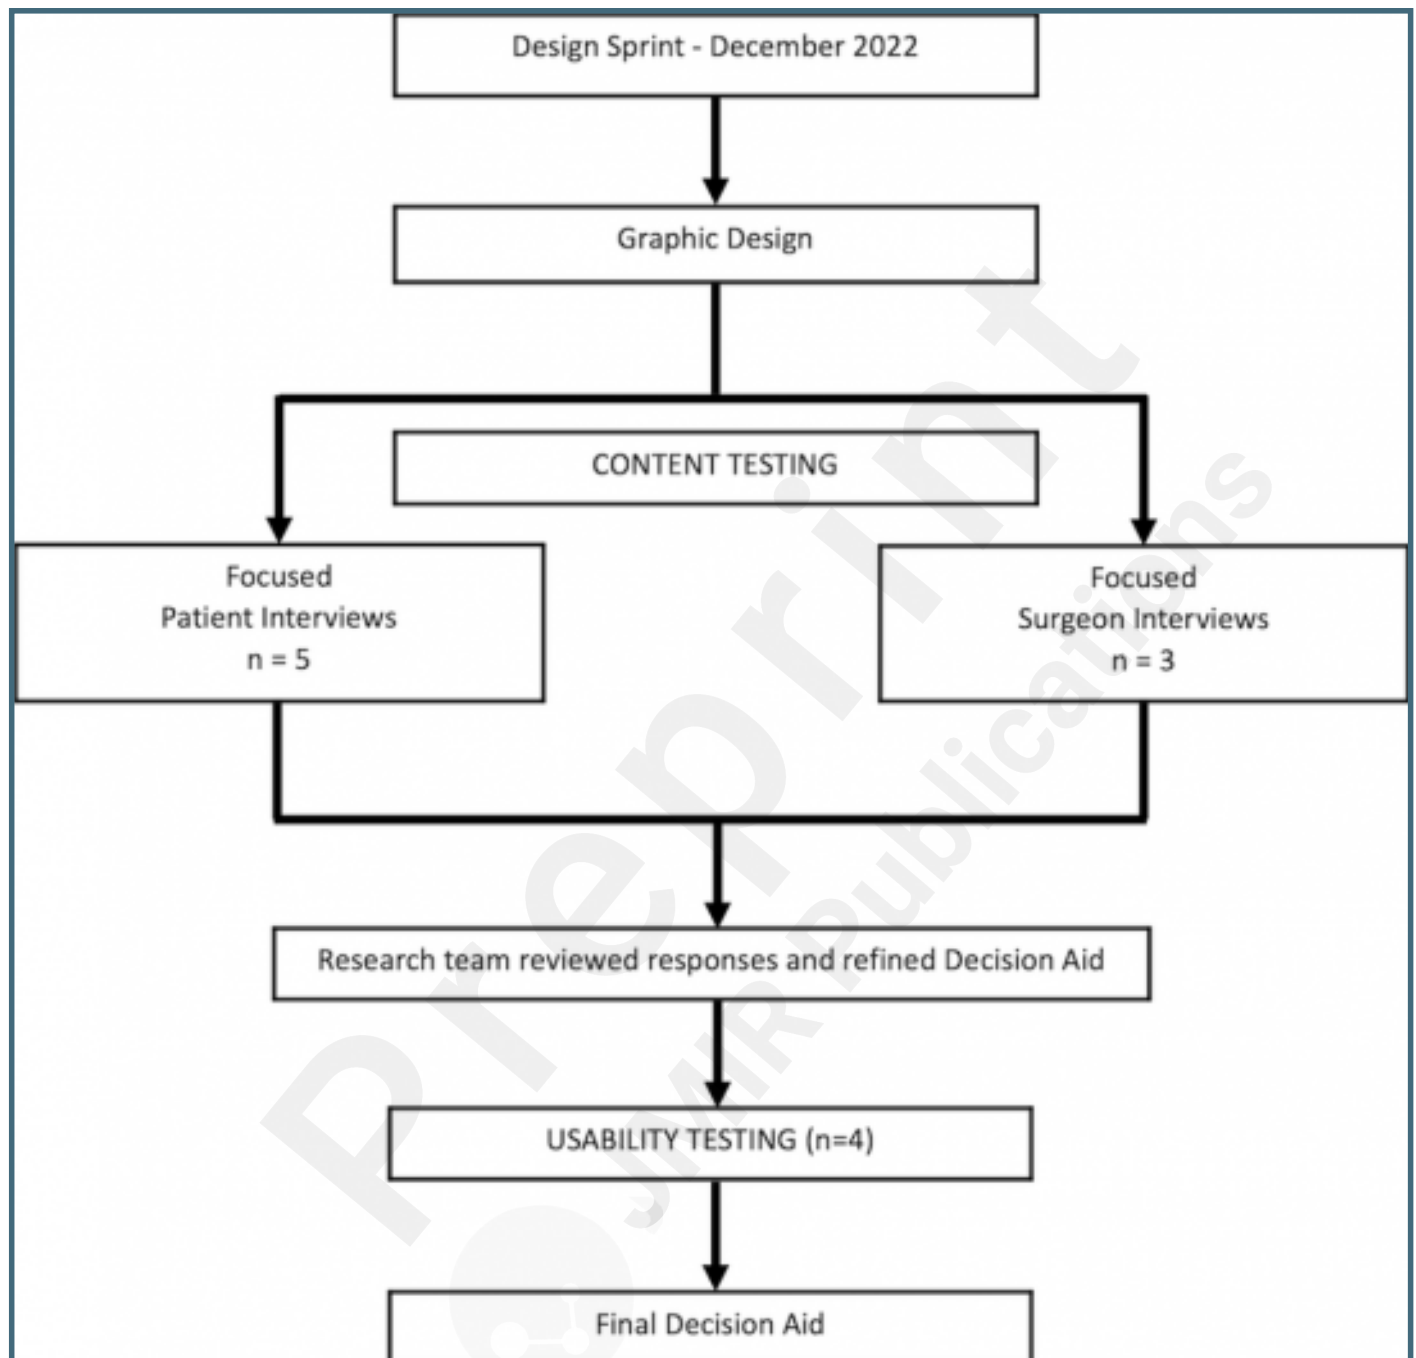 Design Sprint - December 2022
Graphic Design
CONTENT TESTING
Focused
Patient Interviews
n = 5
Focused
Surgeon Interviews
n = 3
Research team reviewed responses and refined Decision Aid
USABILITY TESTING (n=4)
Final Decision Aid
Preprint
JMIR Publications